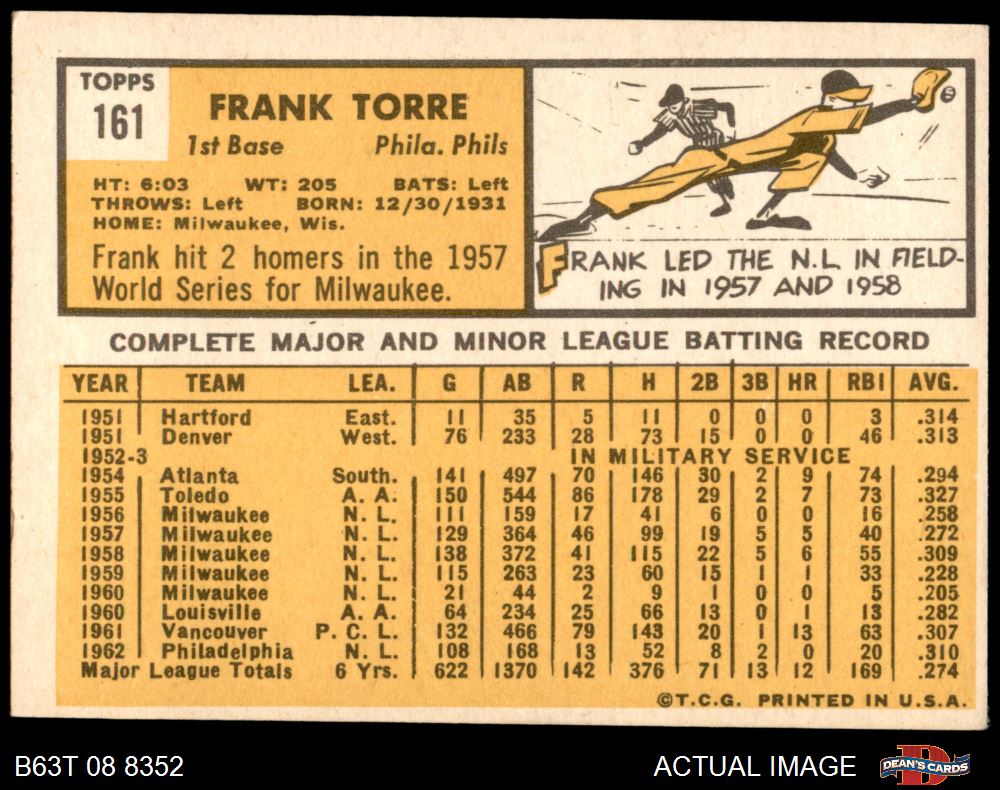 TOPPS
161
FRANK TORRE
1st Base Phila. Phils
HT: 6:03 WT: 205 BATS: Left
THROWS: Left BORN: 12/30/1931
HOME: Milwaukee, Wis.
Frank hit 2 homers in the 1957
World Series for Milwaukee.
FRANK LED THE N.L. IN FIELD-
ING IN 1957 AND 1958
COMPLETE MAJOR AND MINOR LEAGUE BATTING RECORD
YEAR TEAM LEA. G AB R H 2B 3B HR RBI AVG.
1951 Hartford East. 11 35 5 11 0 0 0 3 .314
1951 Denver West. 76 233 28 73 15 0 0 46 .313
1952-3 IN MILITARY SERVICE
1954 Atlanta South. 141 497 70 146 30 2 9 74 .294
1955 Toledo A. A. 150 544 86 178 29 2 7 73 .327
1956 Milwaukee N. L. 111 159 17 41 6 0 0 16 .258
1957 Milwaukee N. L. 129 364 46 99 19 5 5 40 .272
1958 Milwaukee N. L. 138 372 41 115 22 5 6 55 .309
1959 Milwaukee N. L. 115 263 23 60 15 1 1 33 .228
1960 Milwaukee N. L. 21 44 2 9 1 0 0 5 .205
1960 Louisville A. A. 64 234 25 66 13 0 1 13 .282
1961 Vancouver P. C. L. 132 466 79 143 20 1 13 63 .307
1962 Philadelphia N. L. 108 168 13 52 8 2 0 20 .310
Major League Totals 6 Yrs. 622 1370 142 376 71 13 12 169 .274
©T.C.G. PRINTED IN U.S.A.
B63T 08 8352 ACTUAL IMAGE DEAN'S CARDS